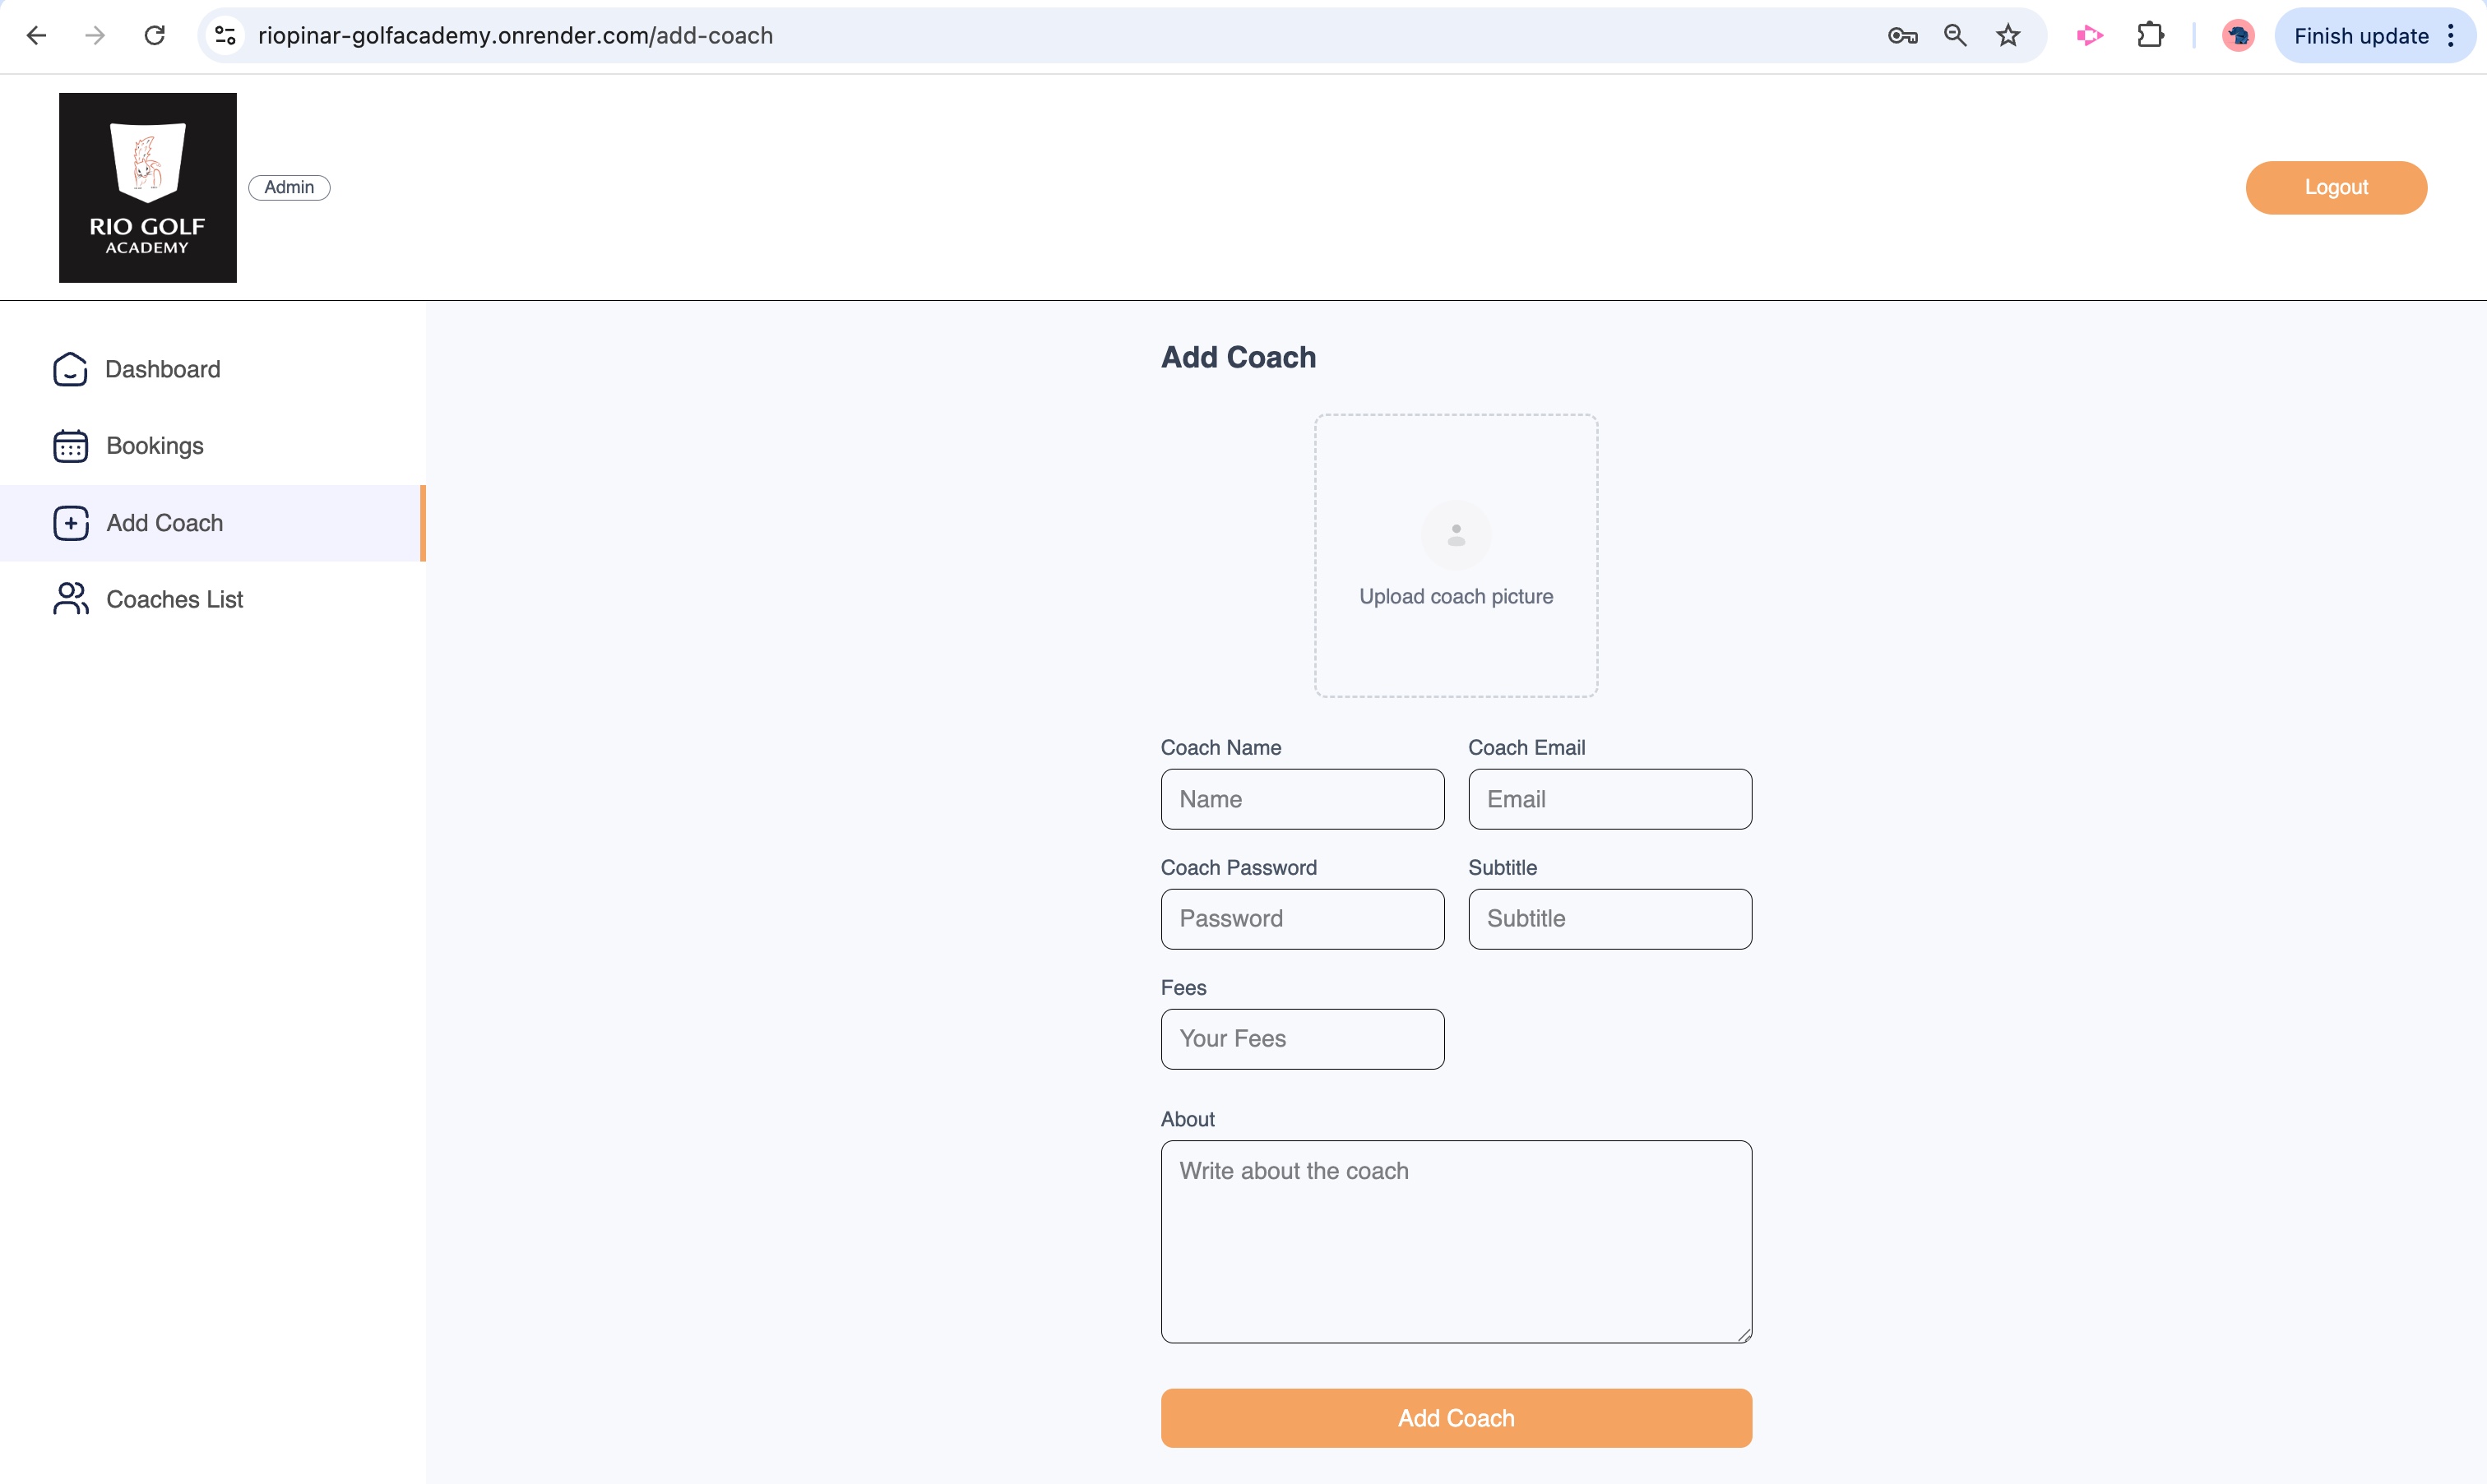 riopinar-golfacademy.onrender.com/add-coach
Finish update
RIO GOLF
ACADEMY
Admin
Logout
Dashboard
Bookings
Add Coach
Coaches List
Add Coach
Upload coach picture
Coach Name
Coach Email
Name
Email
Coach Password
Subtitle
Password
Subtitle
Fees
Your Fees
About
Write about the coach
Add Coach